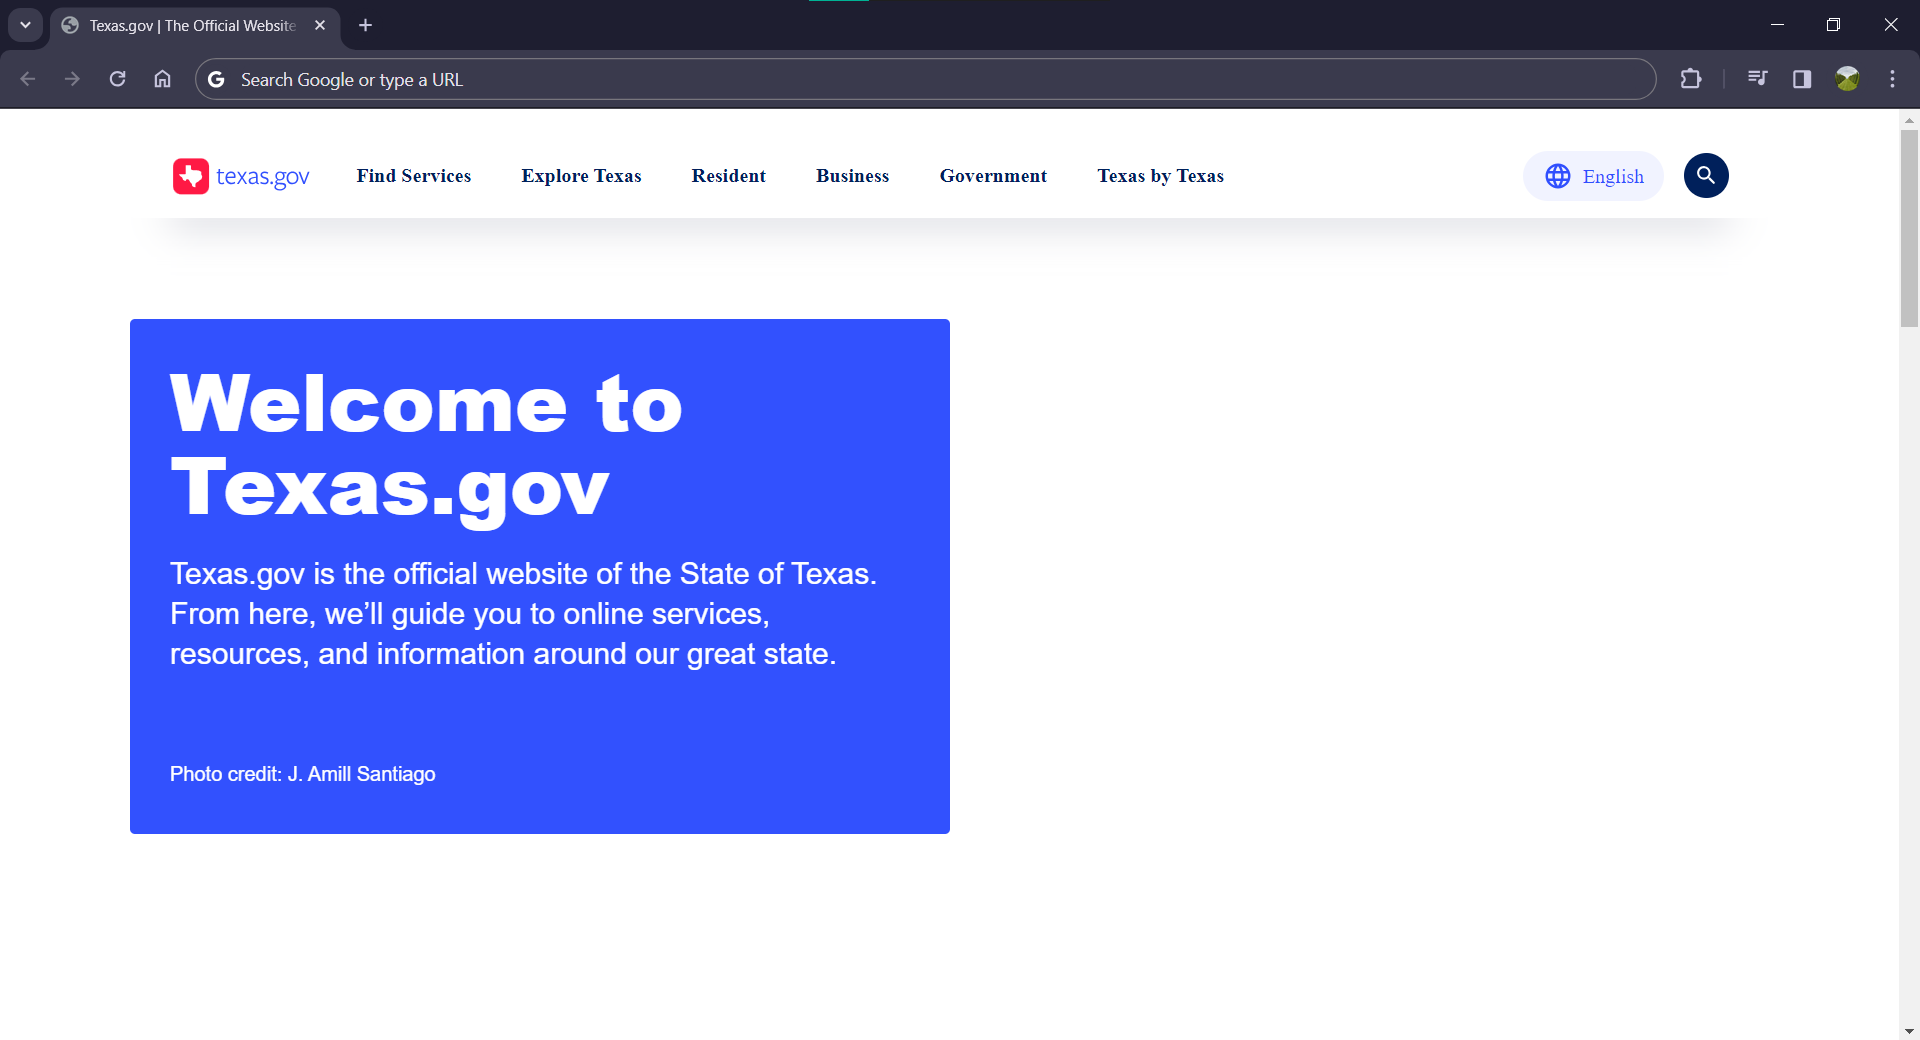 Texas.gov | The Official Website
Search Google or type a URL
texas.gov
Find Services
Explore Texas
Resident
Business
Government
Texas by Texas
English
Welcome to
Texas.gov
Texas.gov is the official website of the State of Texas.
From here, we’ll guide you to online services,
resources, and information around our great state.
Photo credit: J. Amill Santiago